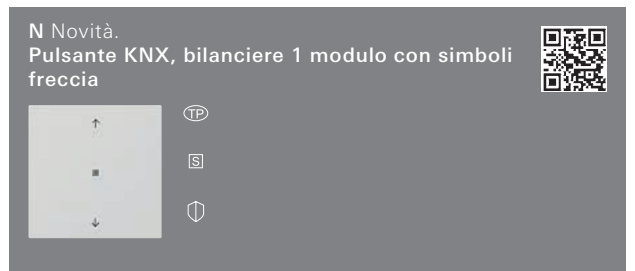 N Novità.
Pulsante KNX, bilanciere 1 modulo con simboli
freccia
TP
S